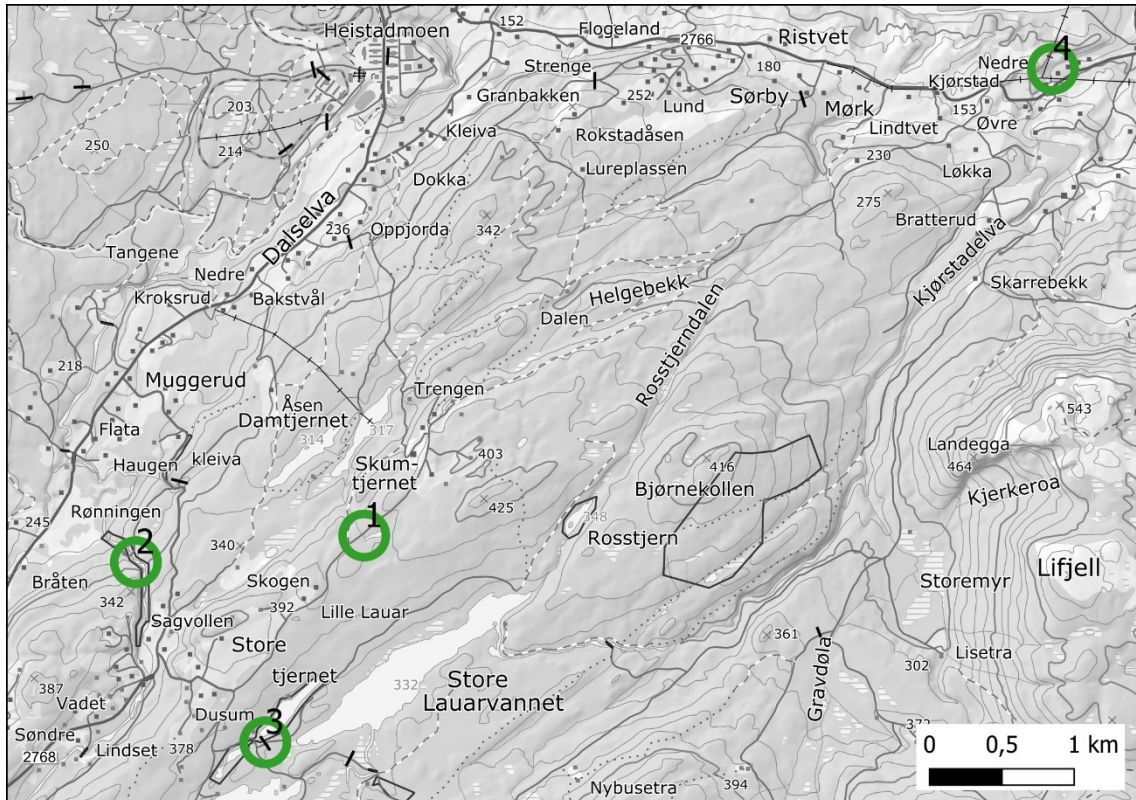 152
Flogeland
Heistadmoen
2766
Ristvet
4
Strenge
180
Nedre
Kjørstad
Granbakken
252
Lund
Sørby
Mørk
153
203
Lindtvet
Øvre
Kleiva
Rokstadåsen
250
214
230
Lureplassen
Løkka
Dokka
275
Dalselva
236
Oppjorda
342
Bratterud
Tangene
Kjørstadelva
Nedre
Kroksrud
Bakstvål
Helgebekk
Skarrebekk
Dalen
Rosstjerndalen
218
Muggerud
Trengen
Åsen
Damtjernet
314
317
543
Flata
Landegga
403
464
Haugen
kleiva
Skum-
tjernet
416
Bjørnekollen
Kjerkeroa
Rønningen
425
348
245
2
1
Rosstjern
340
Lifjell
Bråten
Skogen
Storemyr
342
392
Lille Lauar
Sagvollen
Store
361
Lisetra
302
tjernet
332
Store
Lauarvannet
Gravdøla
387
Vadet
Dusum
3
372
Søndre
2768
Lindset
378
0
0,5
1 km
Nybusetra
394